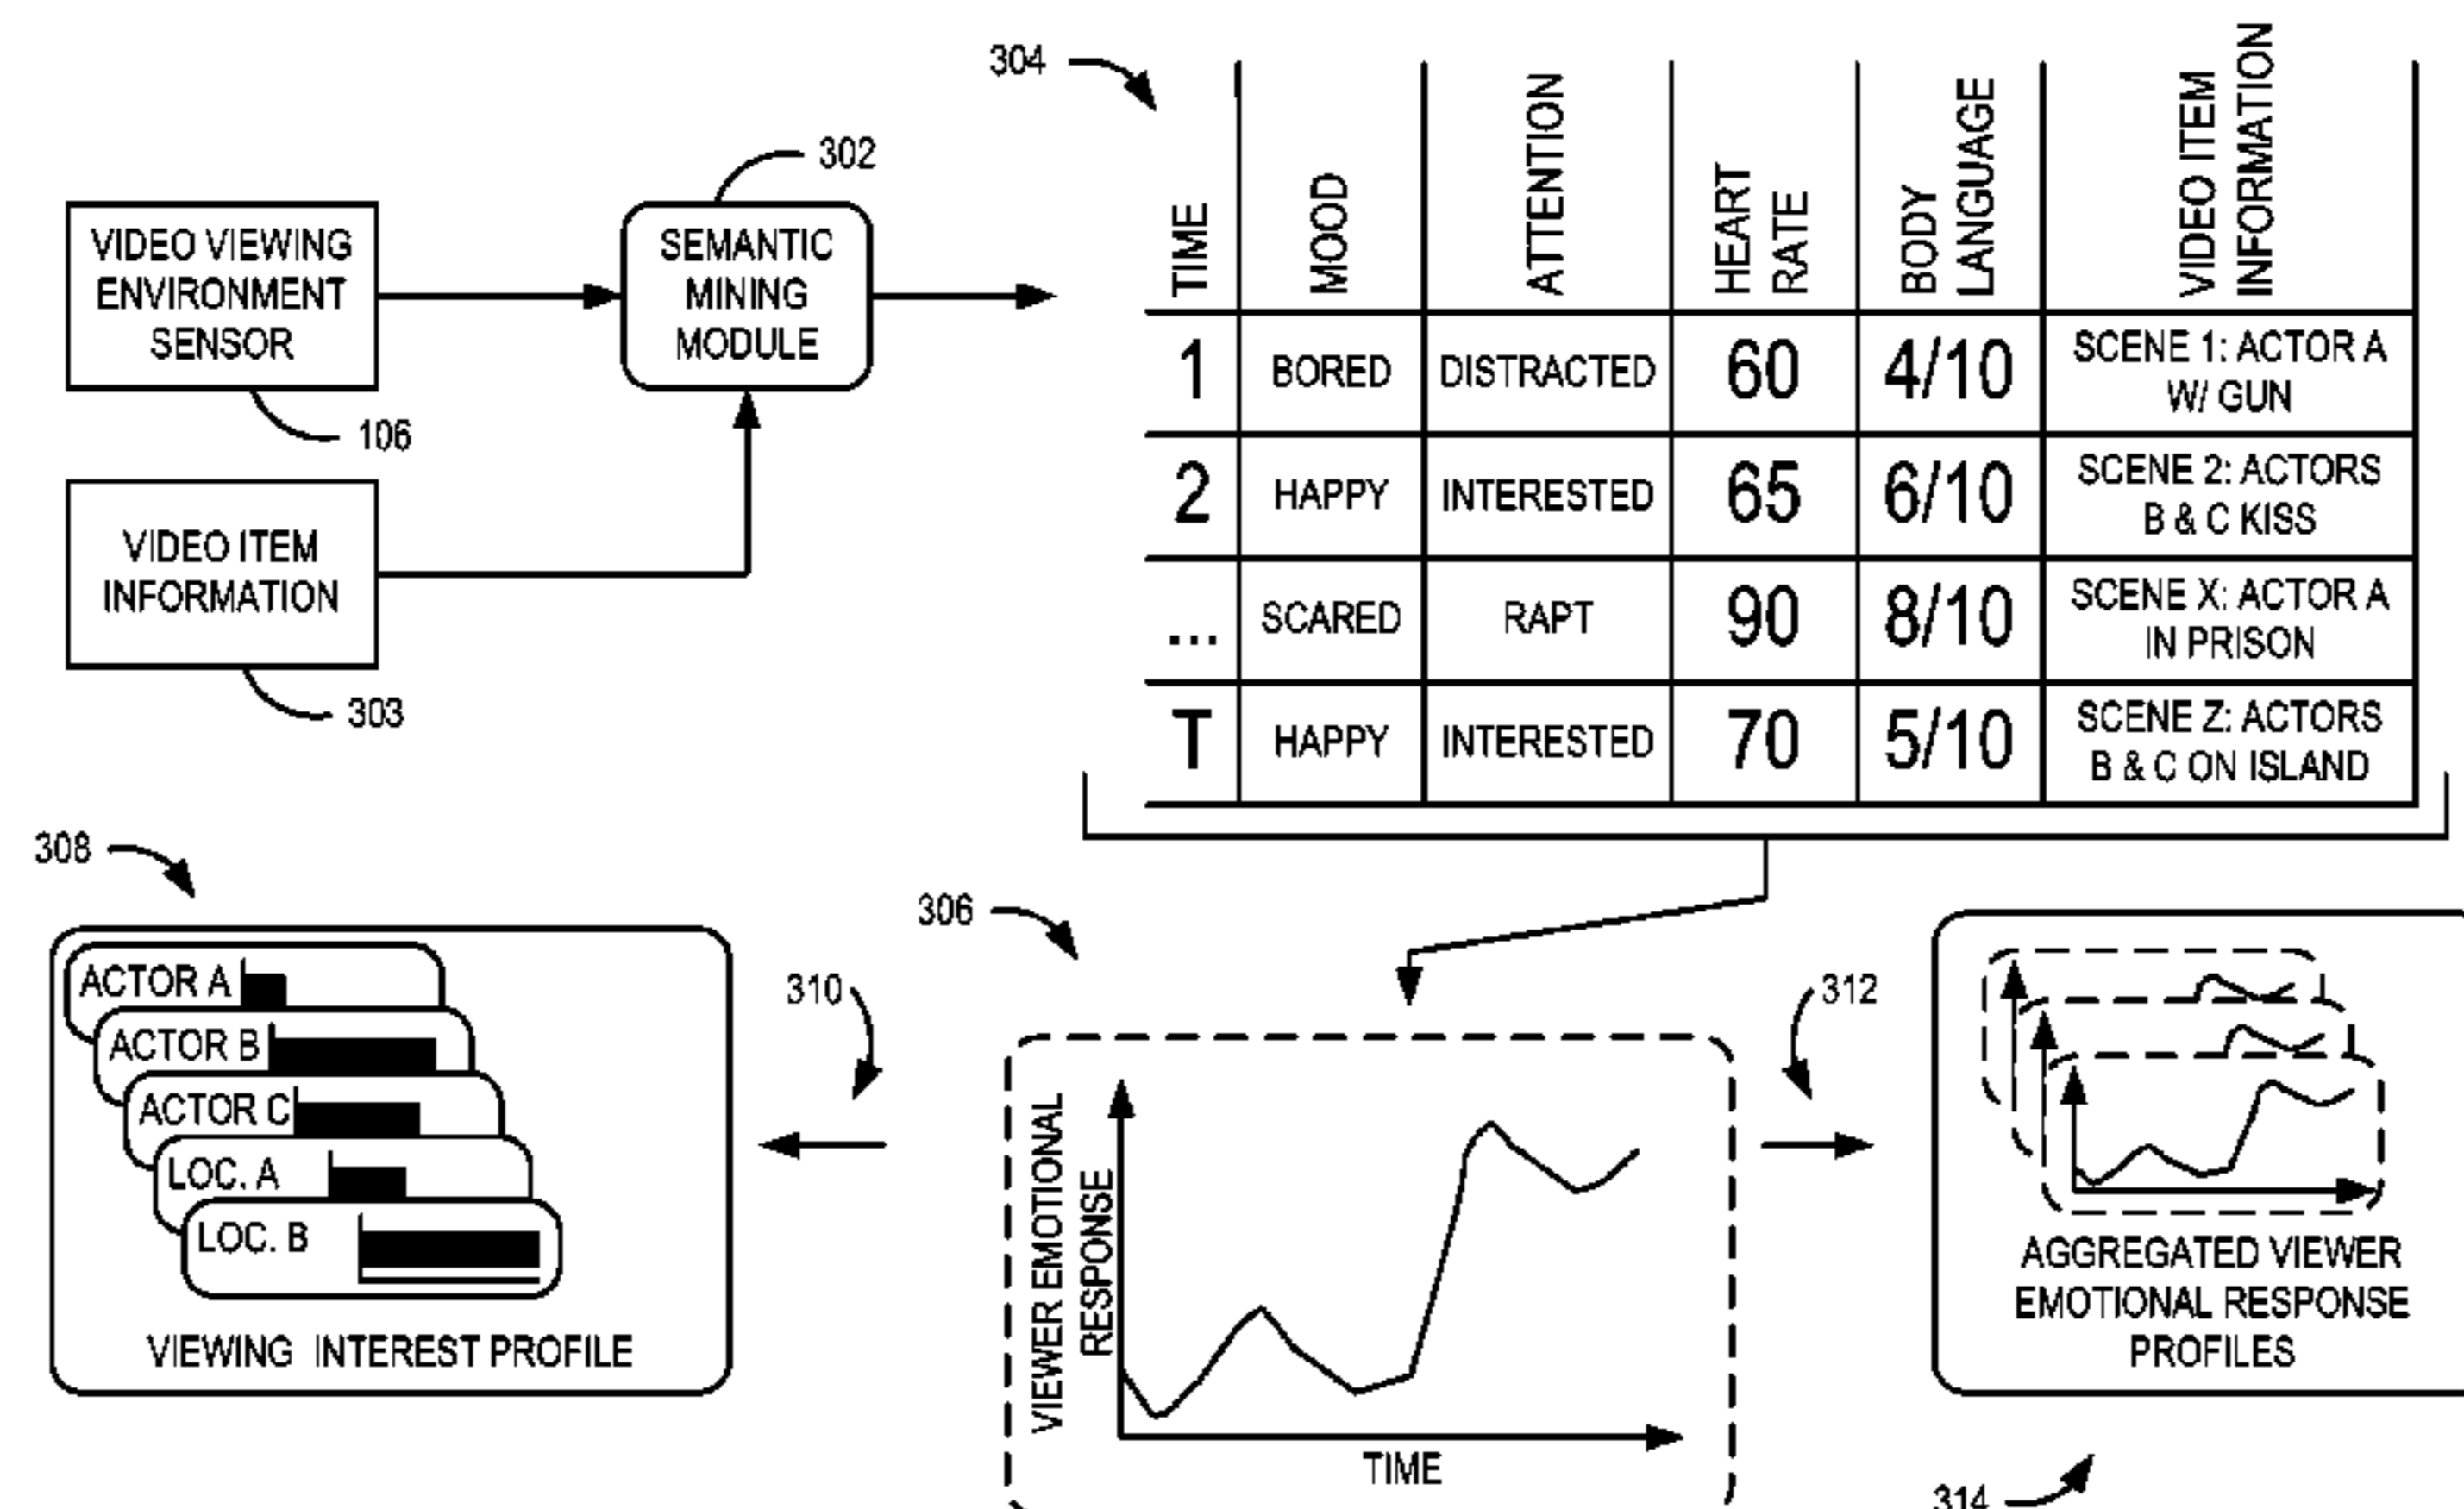 304
302
VIDEO VIEWING
ENVIRONMENT
SENSOR
SEMANTIC
MINING
MODULE
106
VIDEO ITEM
INFORMATION
303
TIME
MOOD
ATTENTION
HEART
RATE
BODY
LANGUAGE
VIDEO ITEM
INFORMATION
1 BORED DISTRACTED 60 4/10 SCENE 1: ACTOR A
W/ GUN
2 HAPPY INTERESTED 65 6/10 SCENE 2: ACTORS
B & C KISS
... SCARED RAPT 90 8/10 SCENE X: ACTOR A
IN PRISON
T HAPPY INTERESTED 70 5/10 SCENE Z: ACTORS
B & C ON ISLAND
308
ACTOR A
ACTOR B
ACTOR C
LOC. A
LOC. B
VIEWING INTEREST PROFILE
310
306
VIEWER EMOTIONAL
RESPONSE
TIME
312
AGGREGATED VIEWER
EMOTIONAL RESPONSE
PROFILES
314